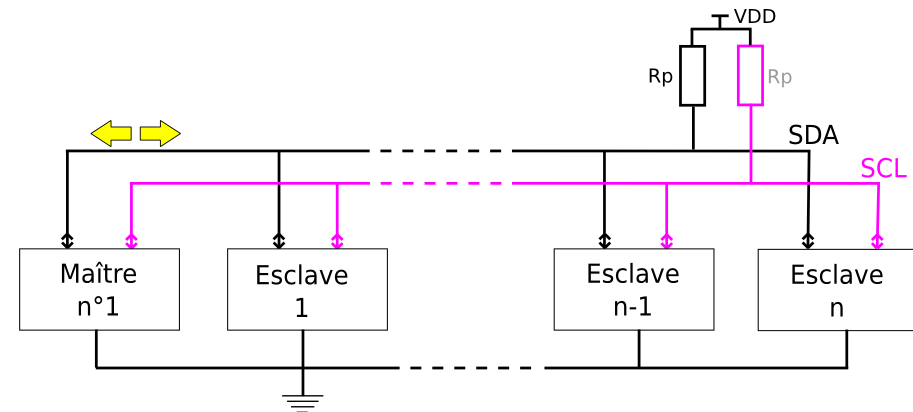 VDD
Rp
Rp
SDA
SCL
Maître
n°1
Esclave
1
Esclave
n-1
Esclave
n